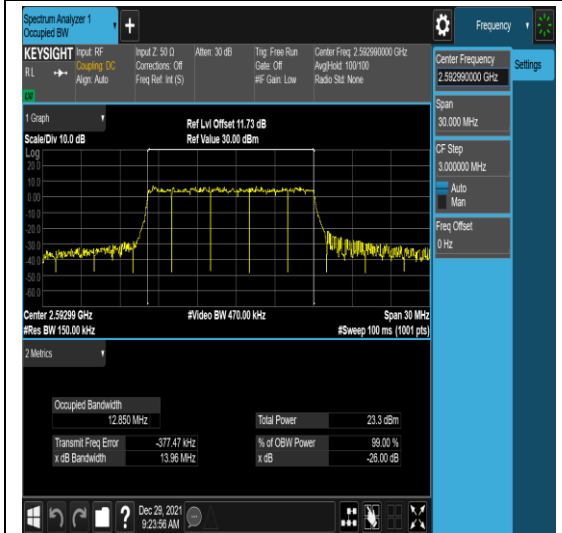 Spectrum Analyzer 1
Occupied BW
+
Frequency
KEYSIGHT
RL
Input: RF
Coupling: DC
Align: Auto
Input Z: 50 Ω
Corrections: Off
Freq Ref: Int (S)
Atten: 30 dB
Trig: Free Run
Gate: Off
#IF Gain: Low
Center Freq: 2.592990000 GHz
Avg|Hold: 100/100
Radio Std: None
Center Frequency
2.592990000 GHz
Settings
Span
30.000 MHz
CF Step
3.000000 MHz
Auto
Man
Freq Offset
0 Hz
1 Graph
Scale/Div 10.0 dB
Ref Lvl Offset 11.73 dB
Ref Value 30.00 dBm
Log
20.0
10.0
0.00
-10.0
-20.0
-30.0
-40.0
-50.0
-60.0
Center 2.59299 GHz
#Video BW 470.00 kHz
Span 30 MHz
#Res BW 150.00 kHz
#Sweep 100 ms (1001 pts)
2 Metrics
Occupied Bandwidth
12.850 MHz
Total Power 23.3 dBm
Transmit Freq Error -377.47 kHz
% of OBW Power 99.00 %
x dB Bandwidth 13.96 MHz
x dB -26.00 dB
?
Dec 29, 2021
9:23:56 AM